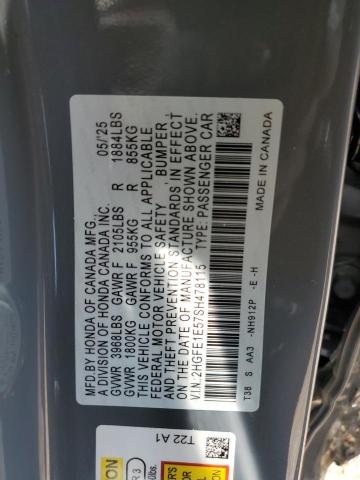 MFD.BY HONDA OF CANADA MFG. 05/'25
A DIVISION OF HONDA CANADA INC.
GVWR 3968LBS GAWR F 2105LBS R 1884LBS
GVWR 1800KG GAWR F 955KG R 855KG
THIS VEHICLE CONFORMS TO ALL APPLICABLE
FEDERAL MOTOR VEHICLE SAFETY BUMPER,
AND THEFT PREVENTION STANDARDS IN EFFECT
ON THE DATE OF MANUFACTURE SHOWN ABOVE.
V.I.N.:2HGFE1E57SH478115 TYPE: PASSENGER CAR
MADE IN CANADA
T38 S AA3 -NH912P -E -H
T22 A1